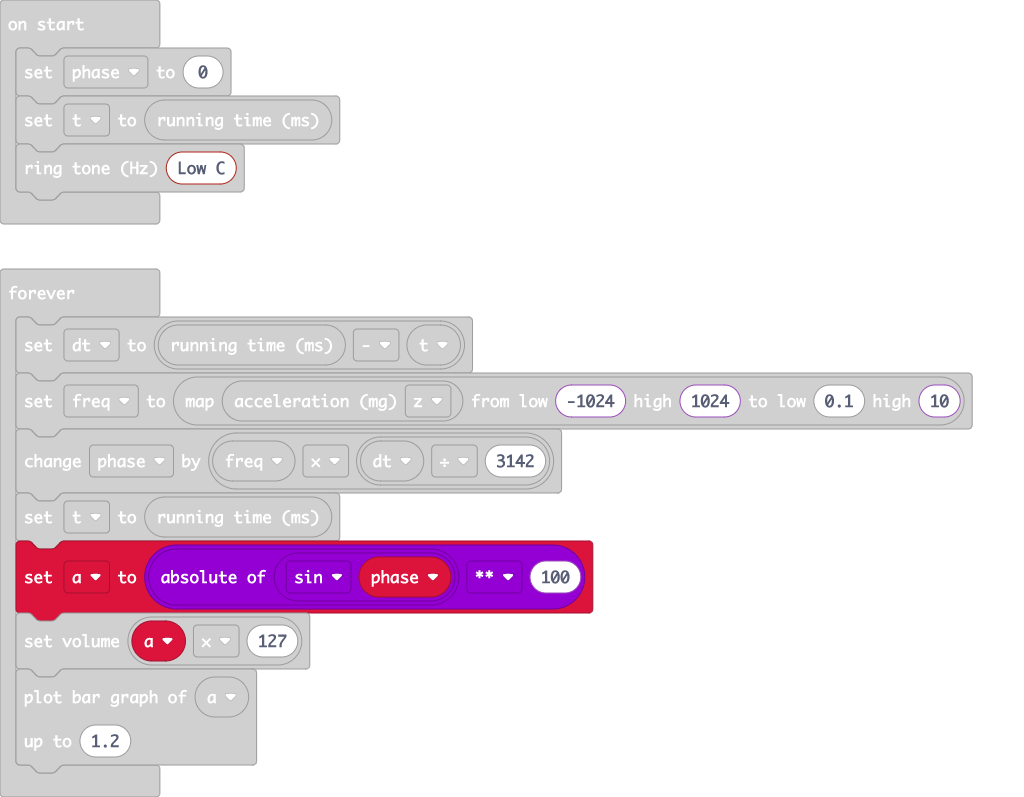 on start
set phase to 0
set t to running time (ms)
ring tone (Hz) Low C
forever
set dt to running time (ms) - t
set freq to map acceleration (mg) z from low -1024 high 1024 to low 0.1 high 10
change phase by freq × dt ÷ 3142
set t to running time (ms)
set a to absolute of sin phase ** 100
set volume a × 127
plot bar graph of a
up to 1.2